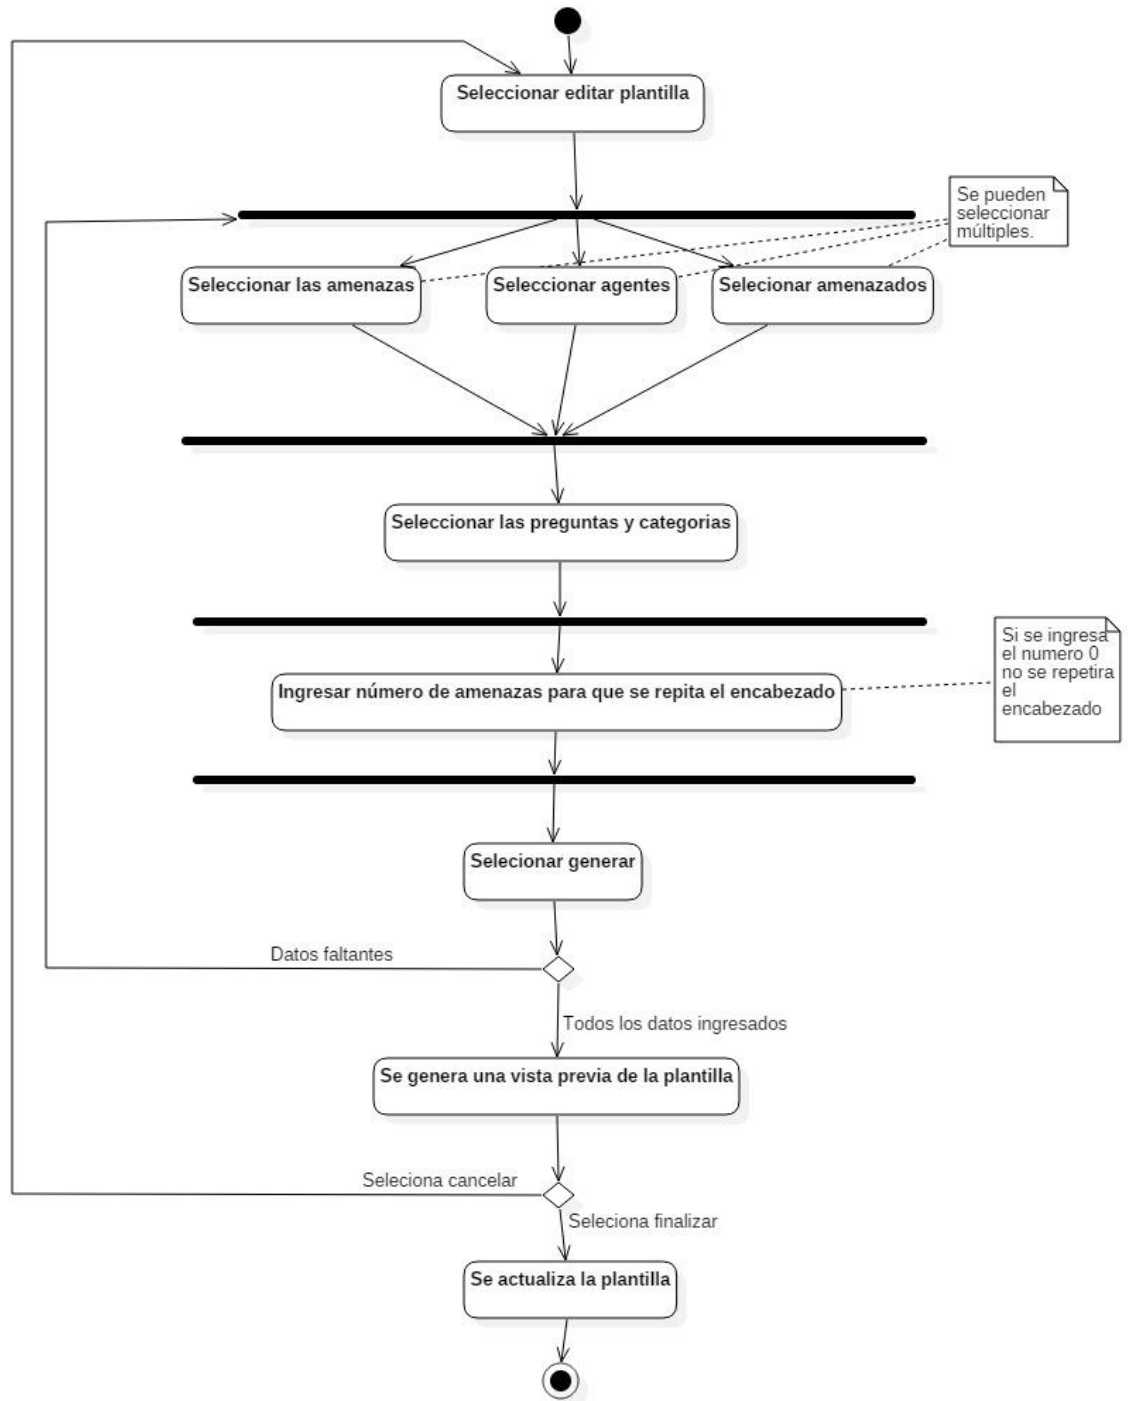 Seleccionar editar plantilla
Se pueden
seleccionar
múltiples.
Seleccionar las amenazas
Seleccionar agentes
Selecionar amenazados
Seleccionar las preguntas y categorias
Si se ingresa
el numero 0
no se repetira
el
encabezado
Ingresar número de amenazas para que se repita el encabezado
Selecionar generar
Datos faltantes
Todos los datos ingresados
Se genera una vista previa de la plantilla
Seleciona cancelar
Seleciona finalizar
Se actualiza la plantilla